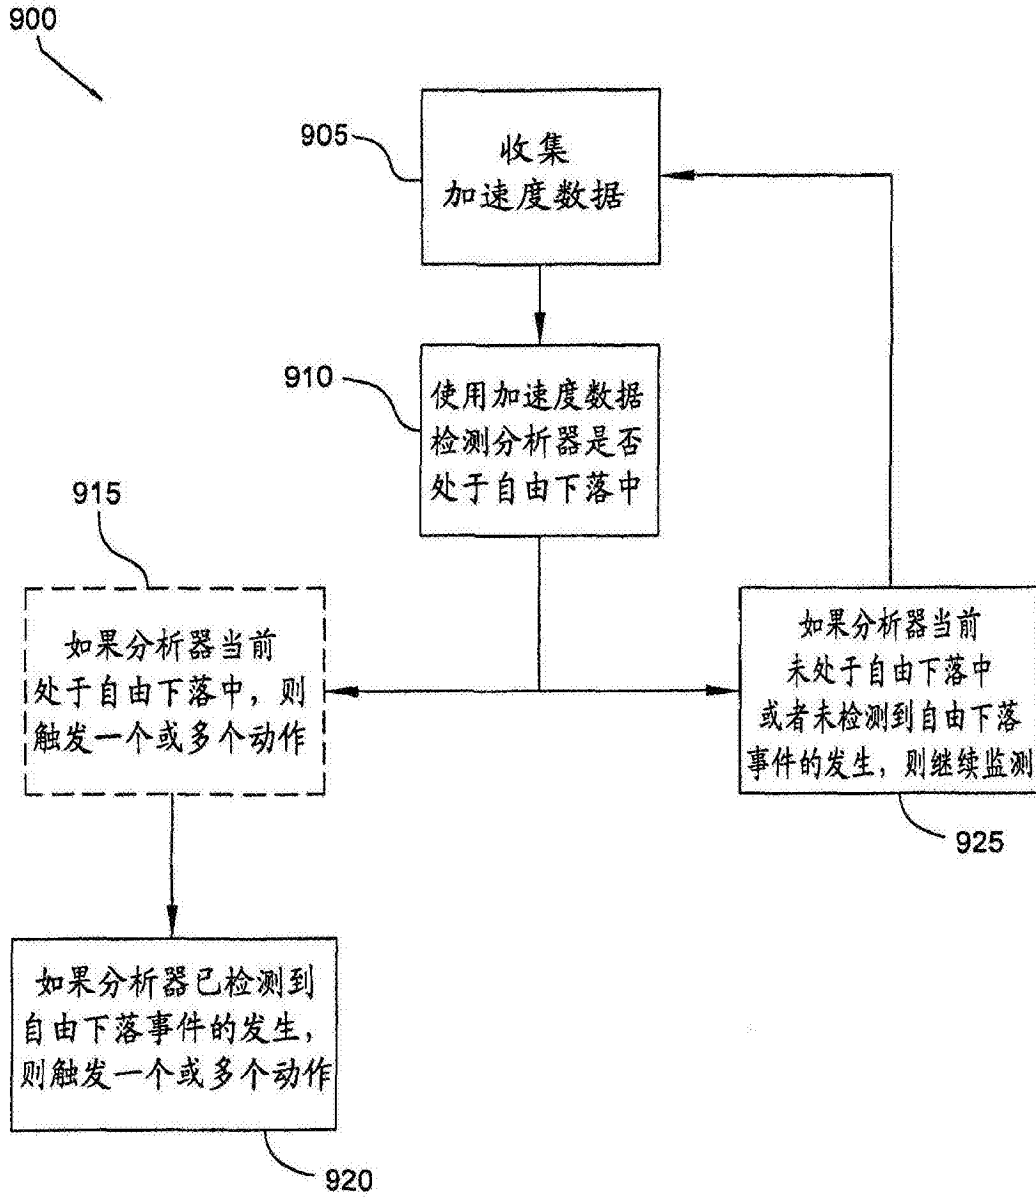 900
905
收集
加速度数据
910
使用加速度数据
检测分析器是否
处于自由下落中
915
如果分析器当前
处于自由下落中，则
触发一个或多个动作
如果分析器当前
未处于自由下落中
或者未检测到自由下落
事件的发生，则继续监测
925
如果分析器已检测到
自由下落事件的发生，
则触发一个或多个动作
920